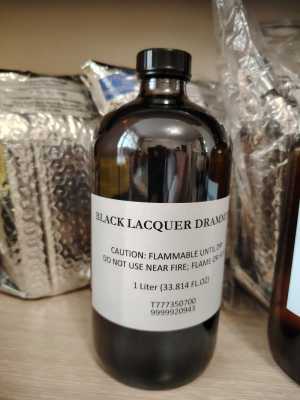 BLACK LACQUER
CAUTION: FLAMMABLE UNTIL
DO NOT USE NEAR FIRE; FLAME OR
1 Liter (33.814 FL.OZ)
T777350700
9999920943